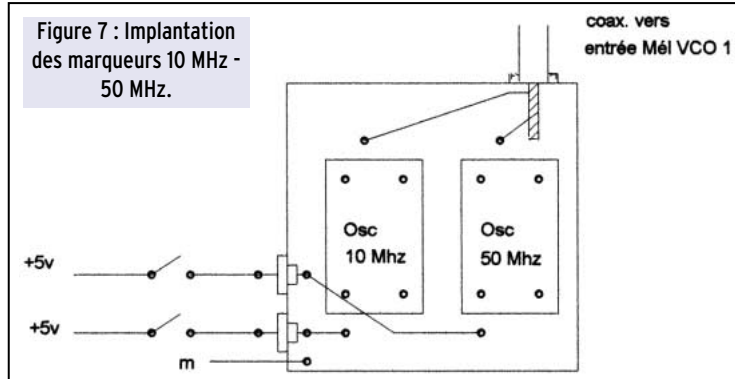 Figure 7 : Implantation
des marqueurs 10 MHz -
50 MHz.
coax. vers
entrée Mél VCO 1
Osc
10 Mhz
Osc
50 Mhz
+5v
+5v
m